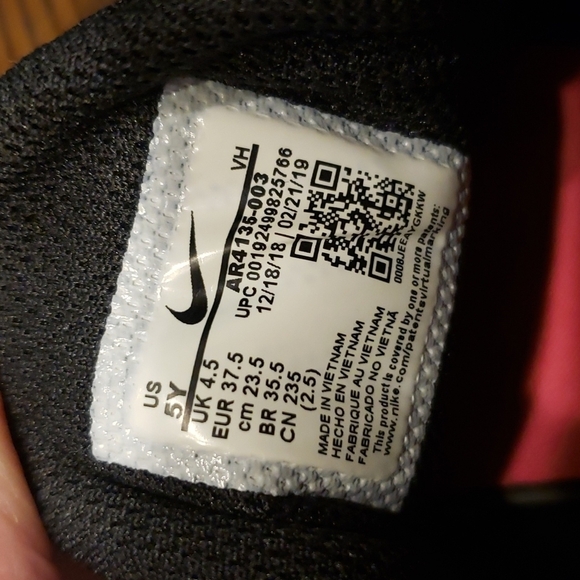 VH
AR4135-003
UPC 00192499825766
12/18/18 | 02/21/19
US
5Y
UK 4.5
EUR 37.5
cm 23.5
BR 35.5
CN 235
(2.5)
MADE IN VIETNAM
HECHO EN VIETNAM
FABRIQUE AU VIETNAM
FABRICADO NO VIETNÃ
This product is covered by one or more patents:
www.nike.com/patentsvirtualmarking